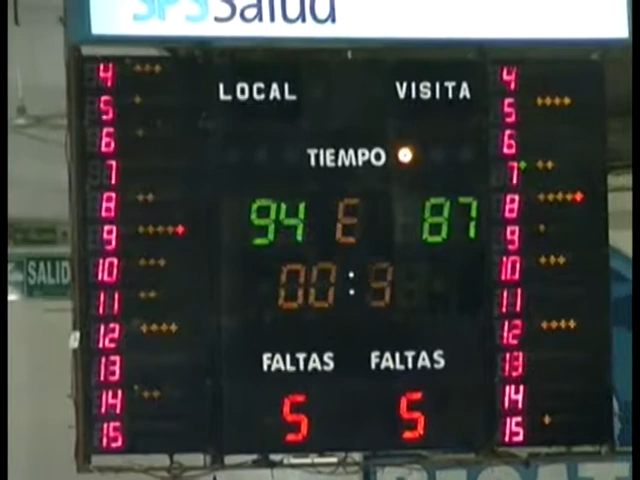 SPS Salud
LOCAL VISITA
TIEMPO
94 E 87
00:9
FALTAS FALTAS
5 5
4 4
5 5
6 6
7 7
8 8
9 9
10 10
11 11
12 12
13 13
14 14
15 15
SALID